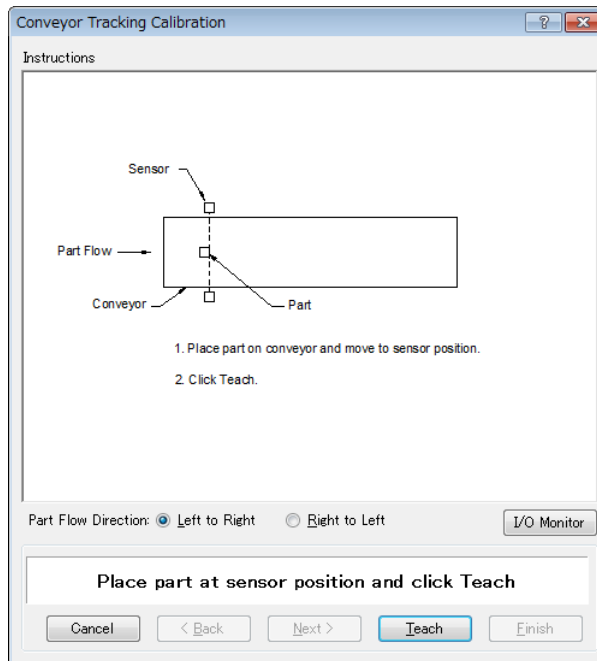 Conveyor Tracking Calibration
Instructions
Sensor
Part Flow
Conveyor
Part
1. Place part on conveyor and move to sensor position.
2. Click Teach.
Part Flow Direction: Left to Right Right to Left I/O Monitor
Place part at sensor position and click Teach
Cancel < Back Next > Teach Finish